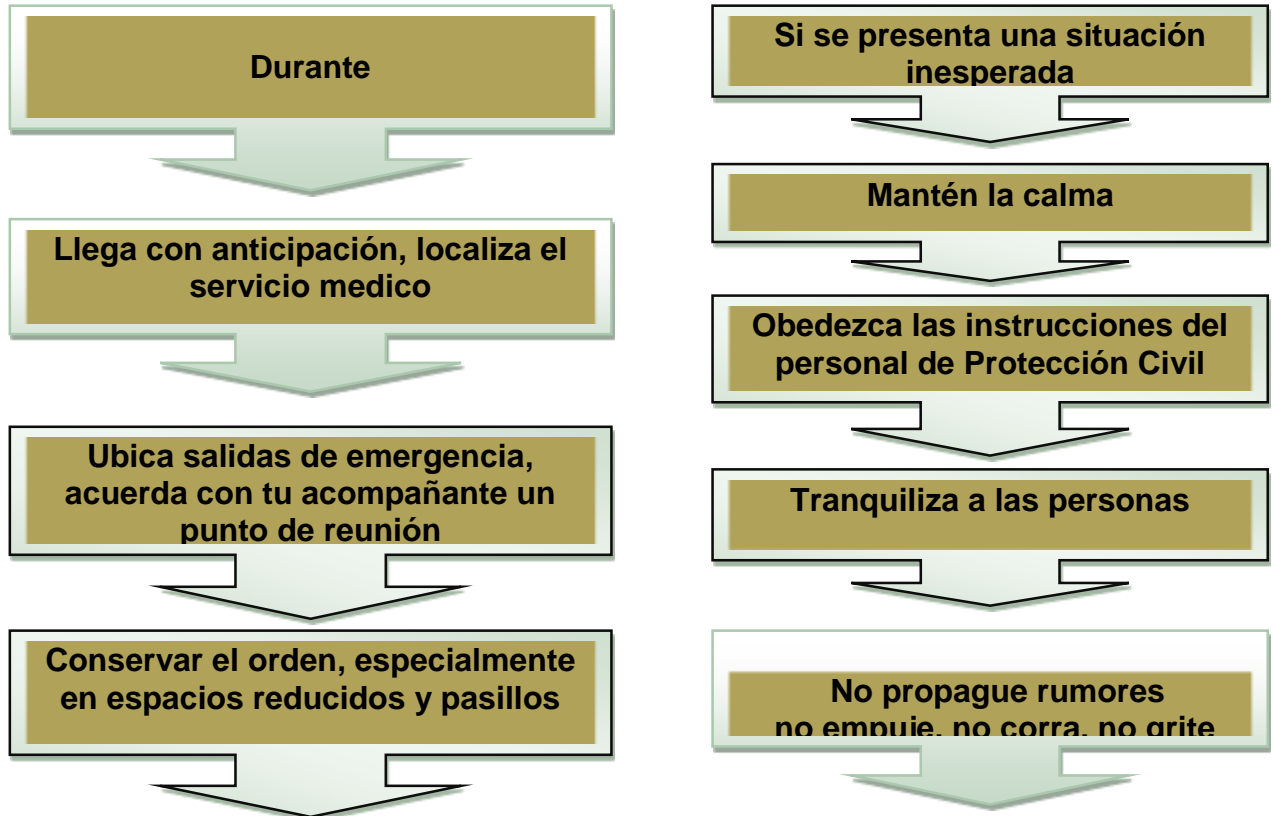 Durante
Llega con anticipación, localiza el
servicio medico
Ubica salidas de emergencia,
acuerda con tu acompañante un
punto de reunión
Conservar el orden, especialmente
en espacios reducidos y pasillos
Si se presenta una situación
inesperada
Mantén la calma
Obedezca las instrucciones del
personal de Protección Civil
Tranquiliza a las personas
No propague rumores
no empuje, no corra, no grite